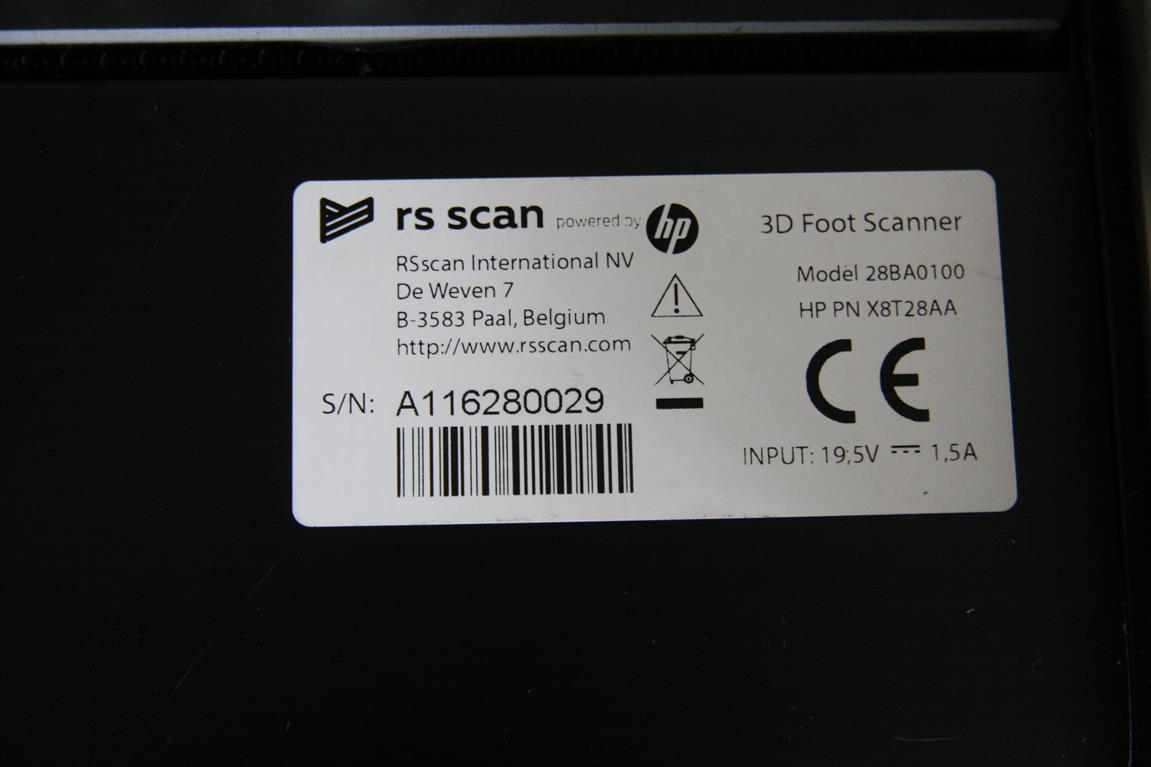 rs scan powered by hp
RSscan International NV
De Weven 7
B-3583 Paal, Belgium
http://www.rsscan.com
S/N: A116280029
3D Foot Scanner
Model 28BA0100
HP PN X8T28AA
CE
INPUT: 19,5V ⎓ 1,5A